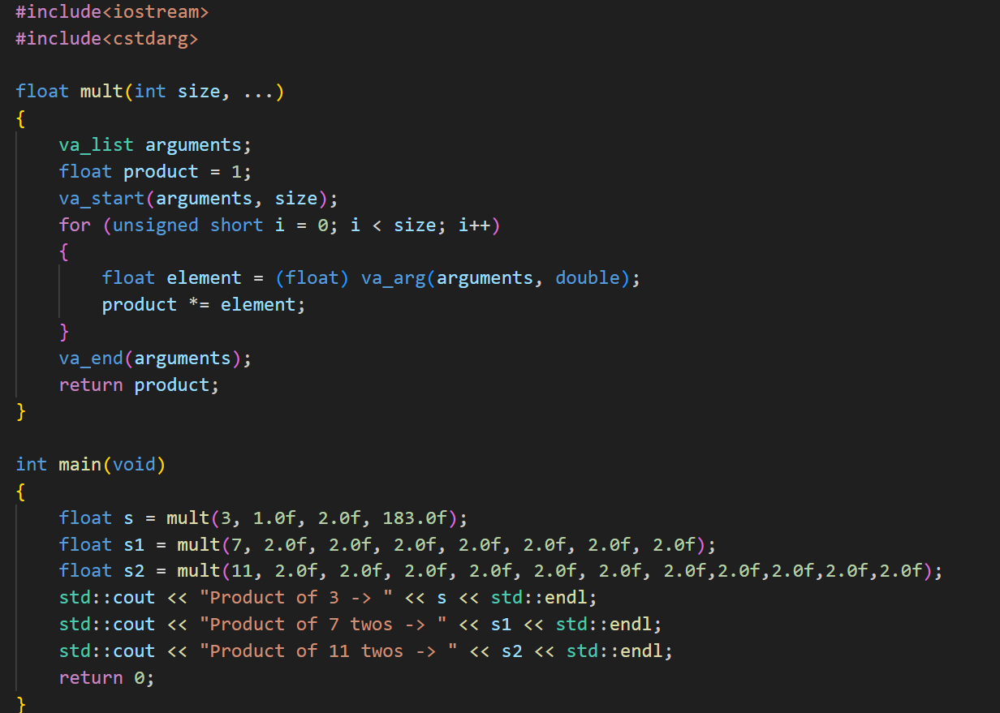 #include<iostream>
#include<cstdarg>

float mult(int size, ...)
{
    va_list arguments;
    float product = 1;
    va_start(arguments, size);
    for (unsigned short i = 0; i < size; i++)
    {
        float element = (float) va_arg(arguments, double);
        product *= element;
    }
    va_end(arguments);
    return product;
}

int main(void)
{
    float s = mult(3, 1.0f, 2.0f, 183.0f);
    float s1 = mult(7, 2.0f, 2.0f, 2.0f, 2.0f, 2.0f, 2.0f, 2.0f);
    float s2 = mult(11, 2.0f, 2.0f, 2.0f, 2.0f, 2.0f, 2.0f, 2.0f,2.0f,2.0f,2.0f,2.0f);
    std::cout << "Product of 3 -> " << s << std::endl;
    std::cout << "Product of 7 twos -> " << s1 << std::endl;
    std::cout << "Product of 11 twos -> " << s2 << std::endl;
    return 0;
}